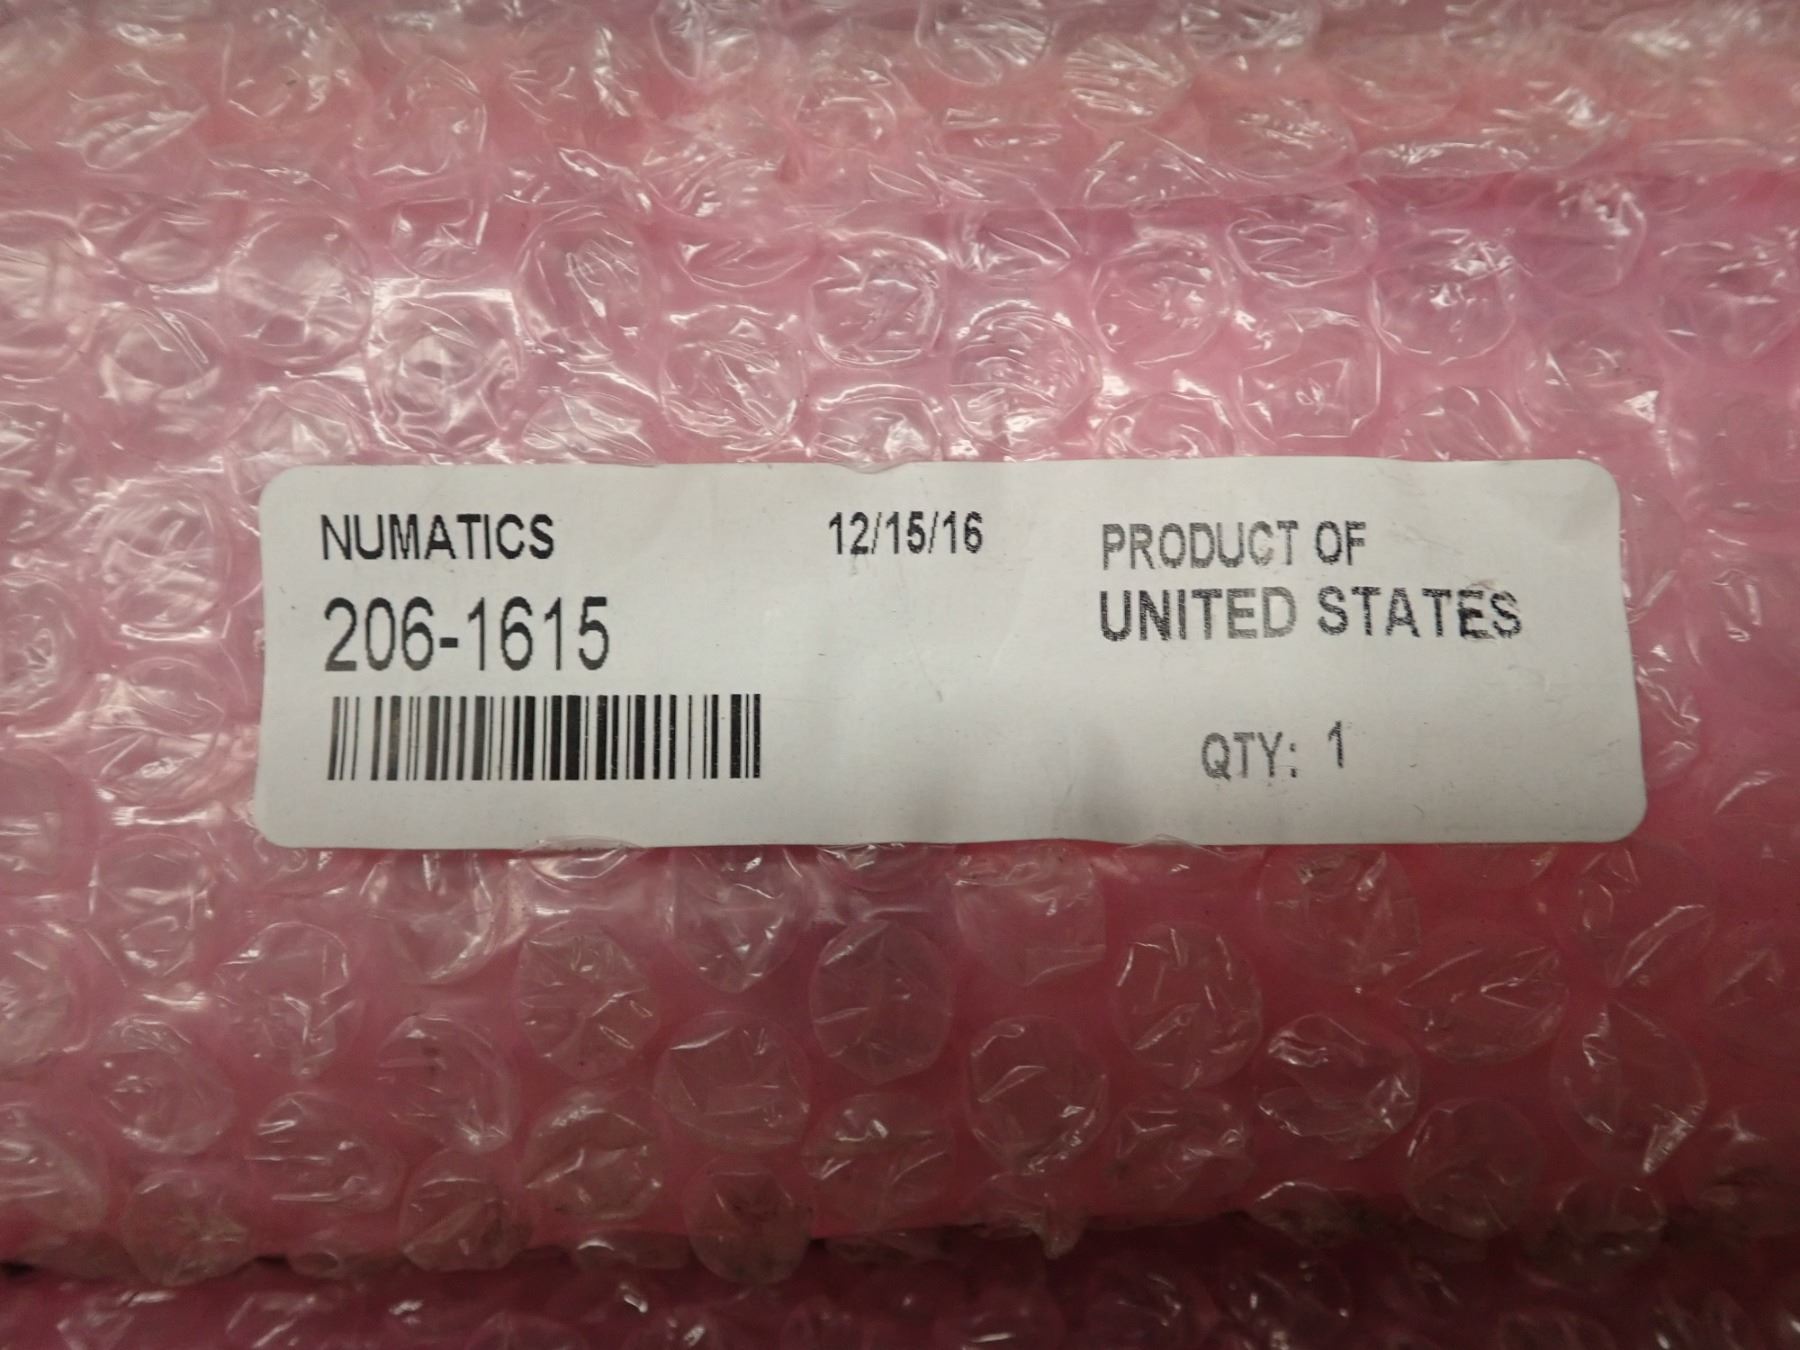 NUMATICS
12/15/16
206-1615
PRODUCT OF
UNITED STATES
QTY: 1